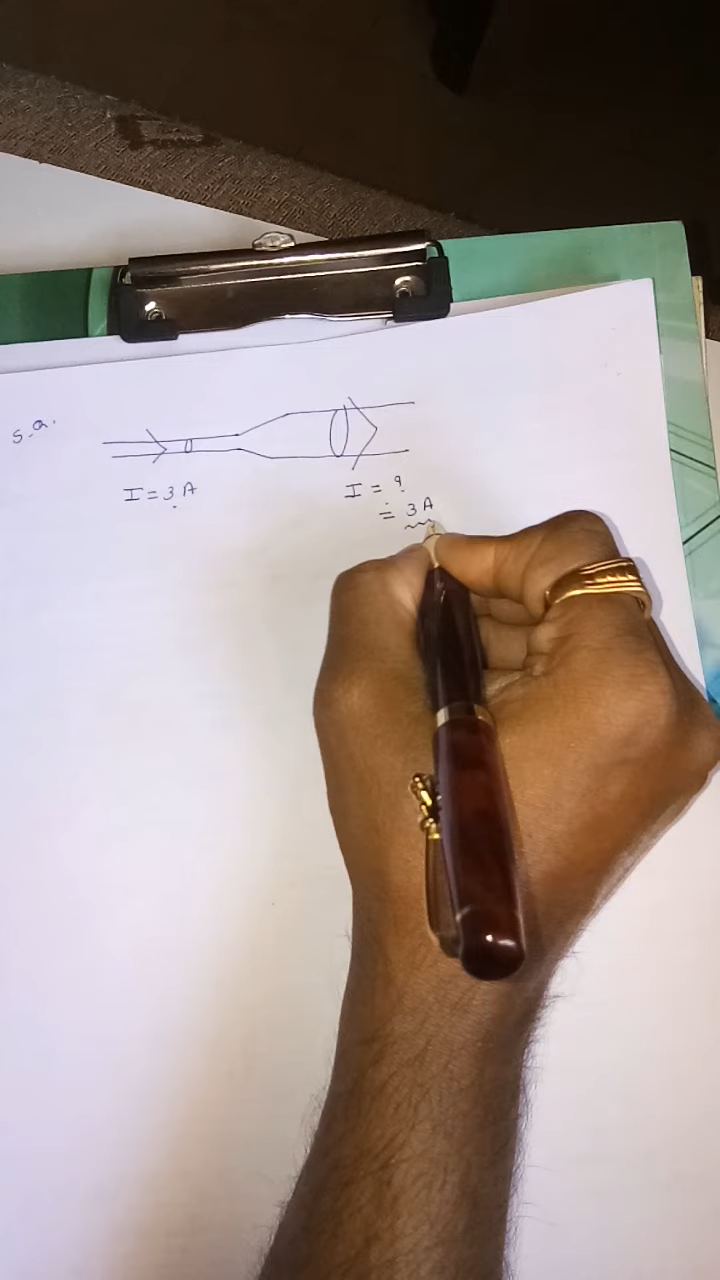 S.Q.
I = 3 A
I = ?
= 3 A